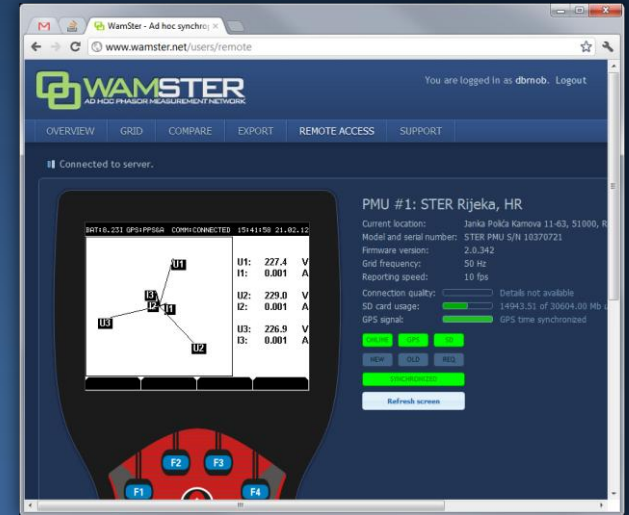 WamSter - Ad hoc synchro
www.wamster.net/users/remote
WAMSTER
AD HOC PHASOR MEASUREMENT NETWORK
You are logged in as dbrnob. Logout
OVERVIEW GRID COMPARE EXPORT REMOTE ACCESS SUPPORT
Connected to server.
PMU #1: STER Rijeka, HR
Current location: Janka Polića Kamova 11-63, 51000, R
Model and serial number: STER PMU S/N 10370721
Firmware version: 2.0.342
Grid frequency: 50 Hz
Reporting speed: 10 fps
Connection quality: Details not available
SD card usage: 14943.51 of 30604.00 Mb u
GPS signal: GPS time synchronized
ONLINE GPS SD
NEW OLD REQ
SYNCHRONIZED
Refresh screen
BAT:8.23I GPS:PPS&A COMM:CONNECTED 15:41:58 21.02.12
U1
U1: 227.4 V
I1: 0.001 A
I3
I2 I1
U2: 229.0 V
I2: 0.001 A
U3
U3: 226.9 V
I3: 0.001 A
U2
F2 F3
F1 F4